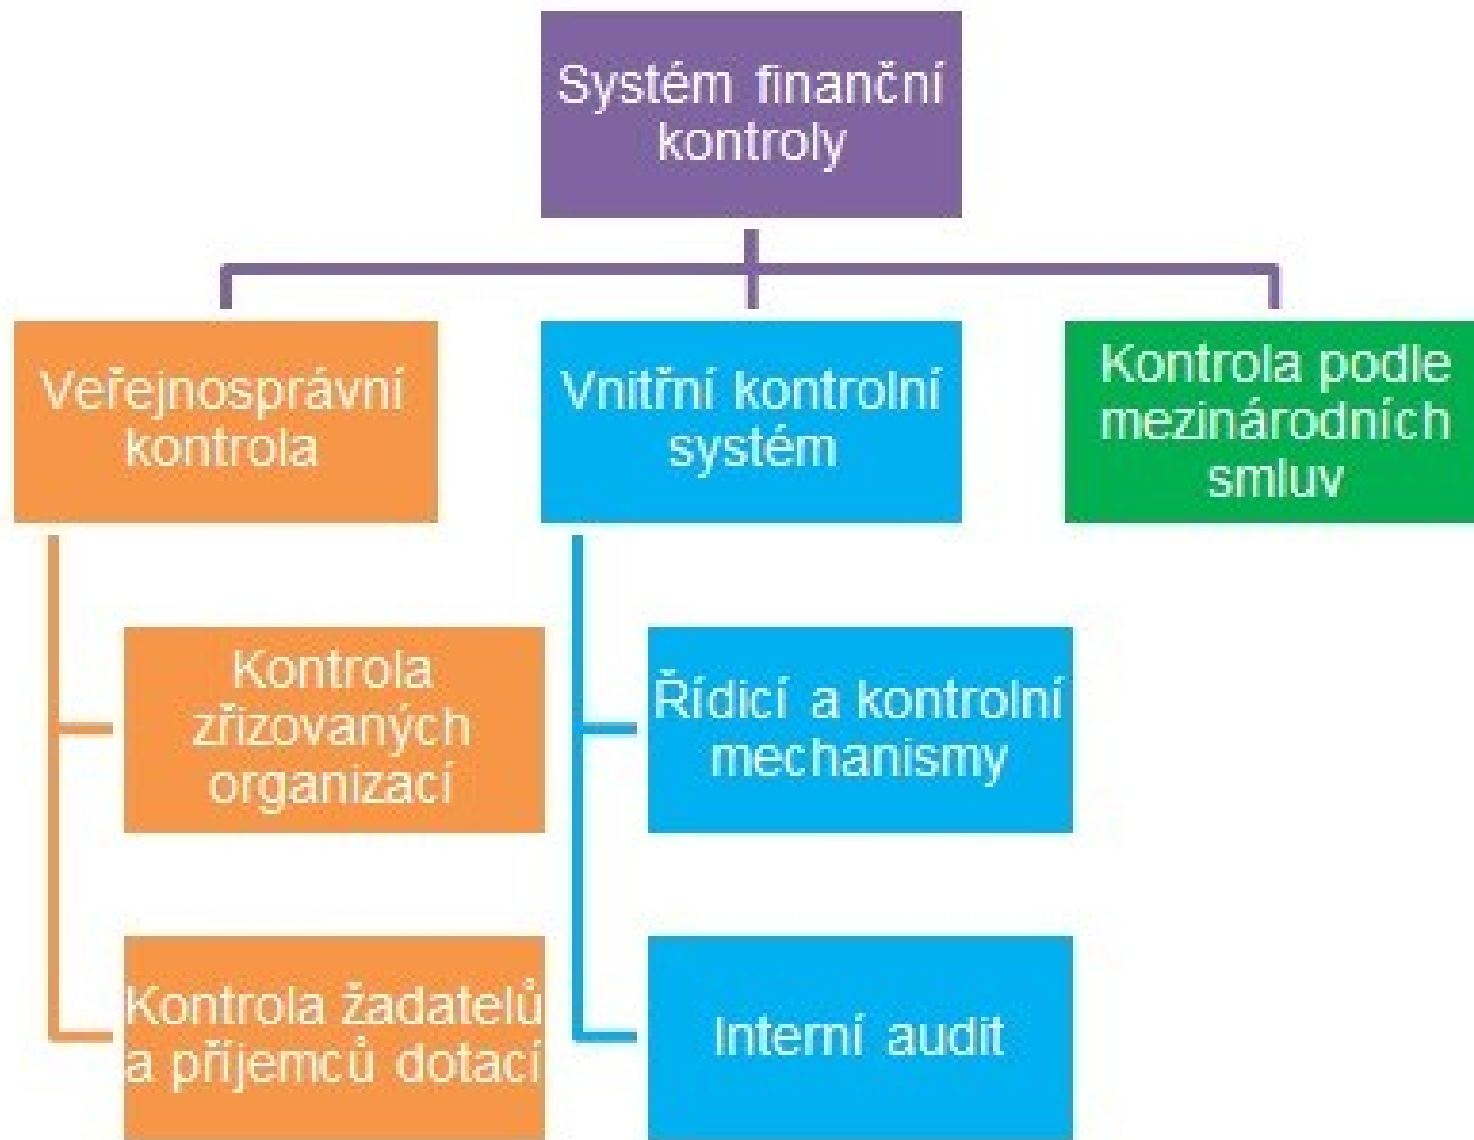 Systém finanční
kontroly
Veřejnosprávní
kontrola
Vnitřní kontrolní
systém
Kontrola podle
mezinárodních
smluv
Kontrola
zřizovaných
organizací
Řídicí a kontrolní
mechanismy
Kontrola žadatelů
a příjemců dotací
Interní audit